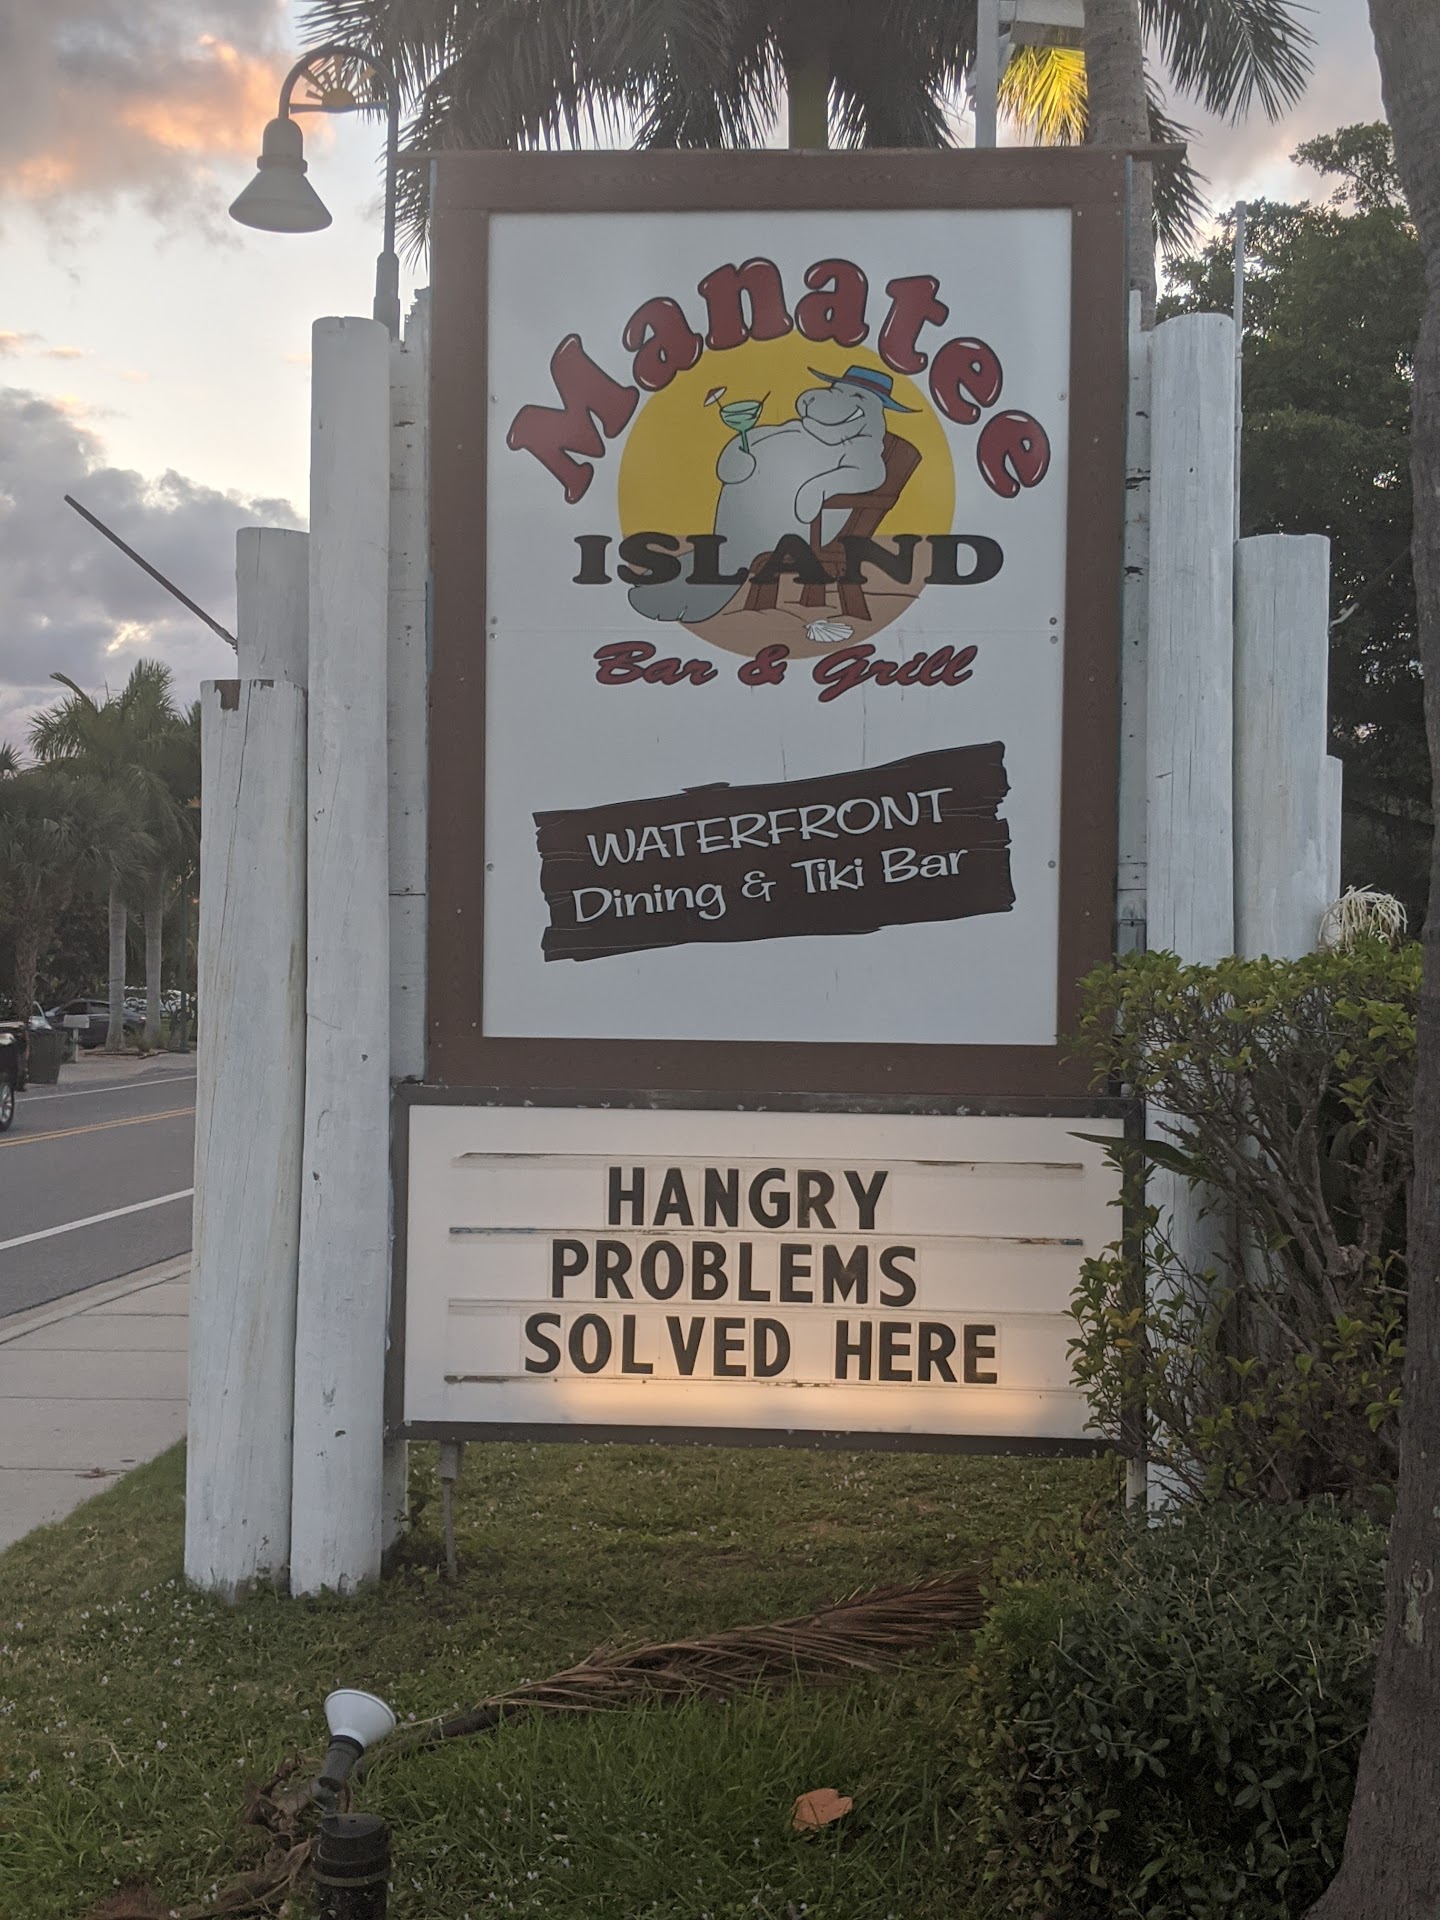 Manatee
ISLAND
Bar & Grill
WATERFRONT
Dining & Tiki Bar
HANGRY
PROBLEMS
SOLVED HERE